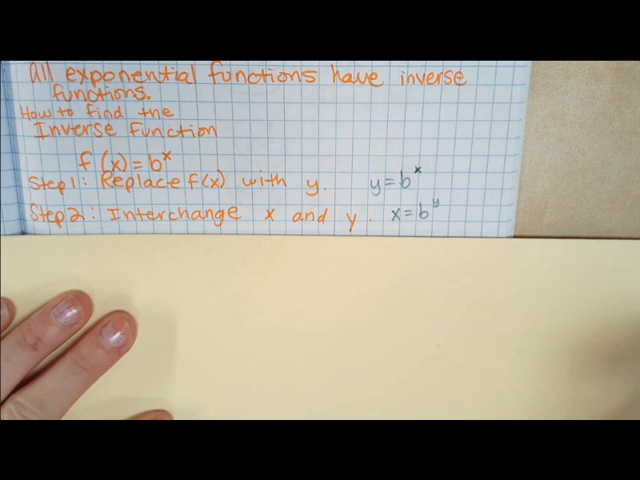 All exponential functions have inverse
functions.
How to find the
Inverse Function
f(x) = b^x
Step 1: Replace f(x) with y. y = b^x
Step 2: Interchange x and y. x = b^y